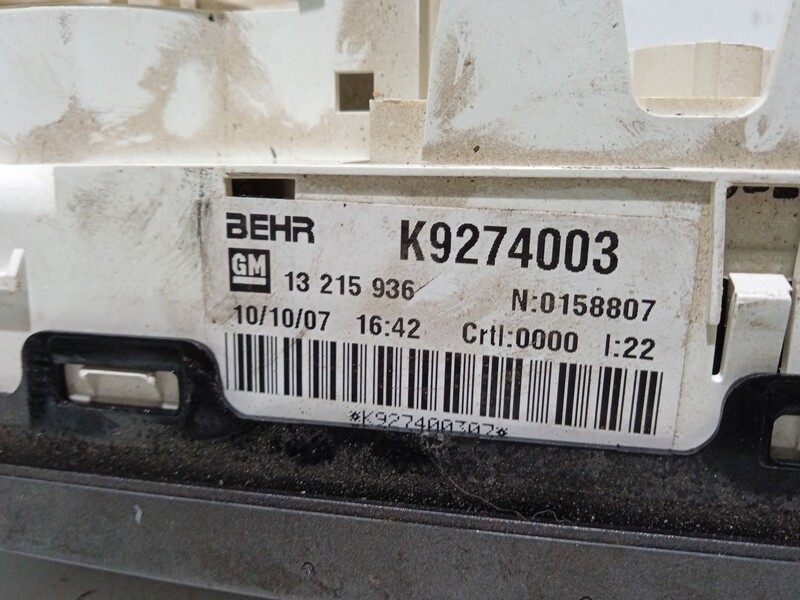 BEHR K9274003
GM 13 215 936 N:0158807
10/10/07 16:42 Crtl:0000 I:22
*K927400307*